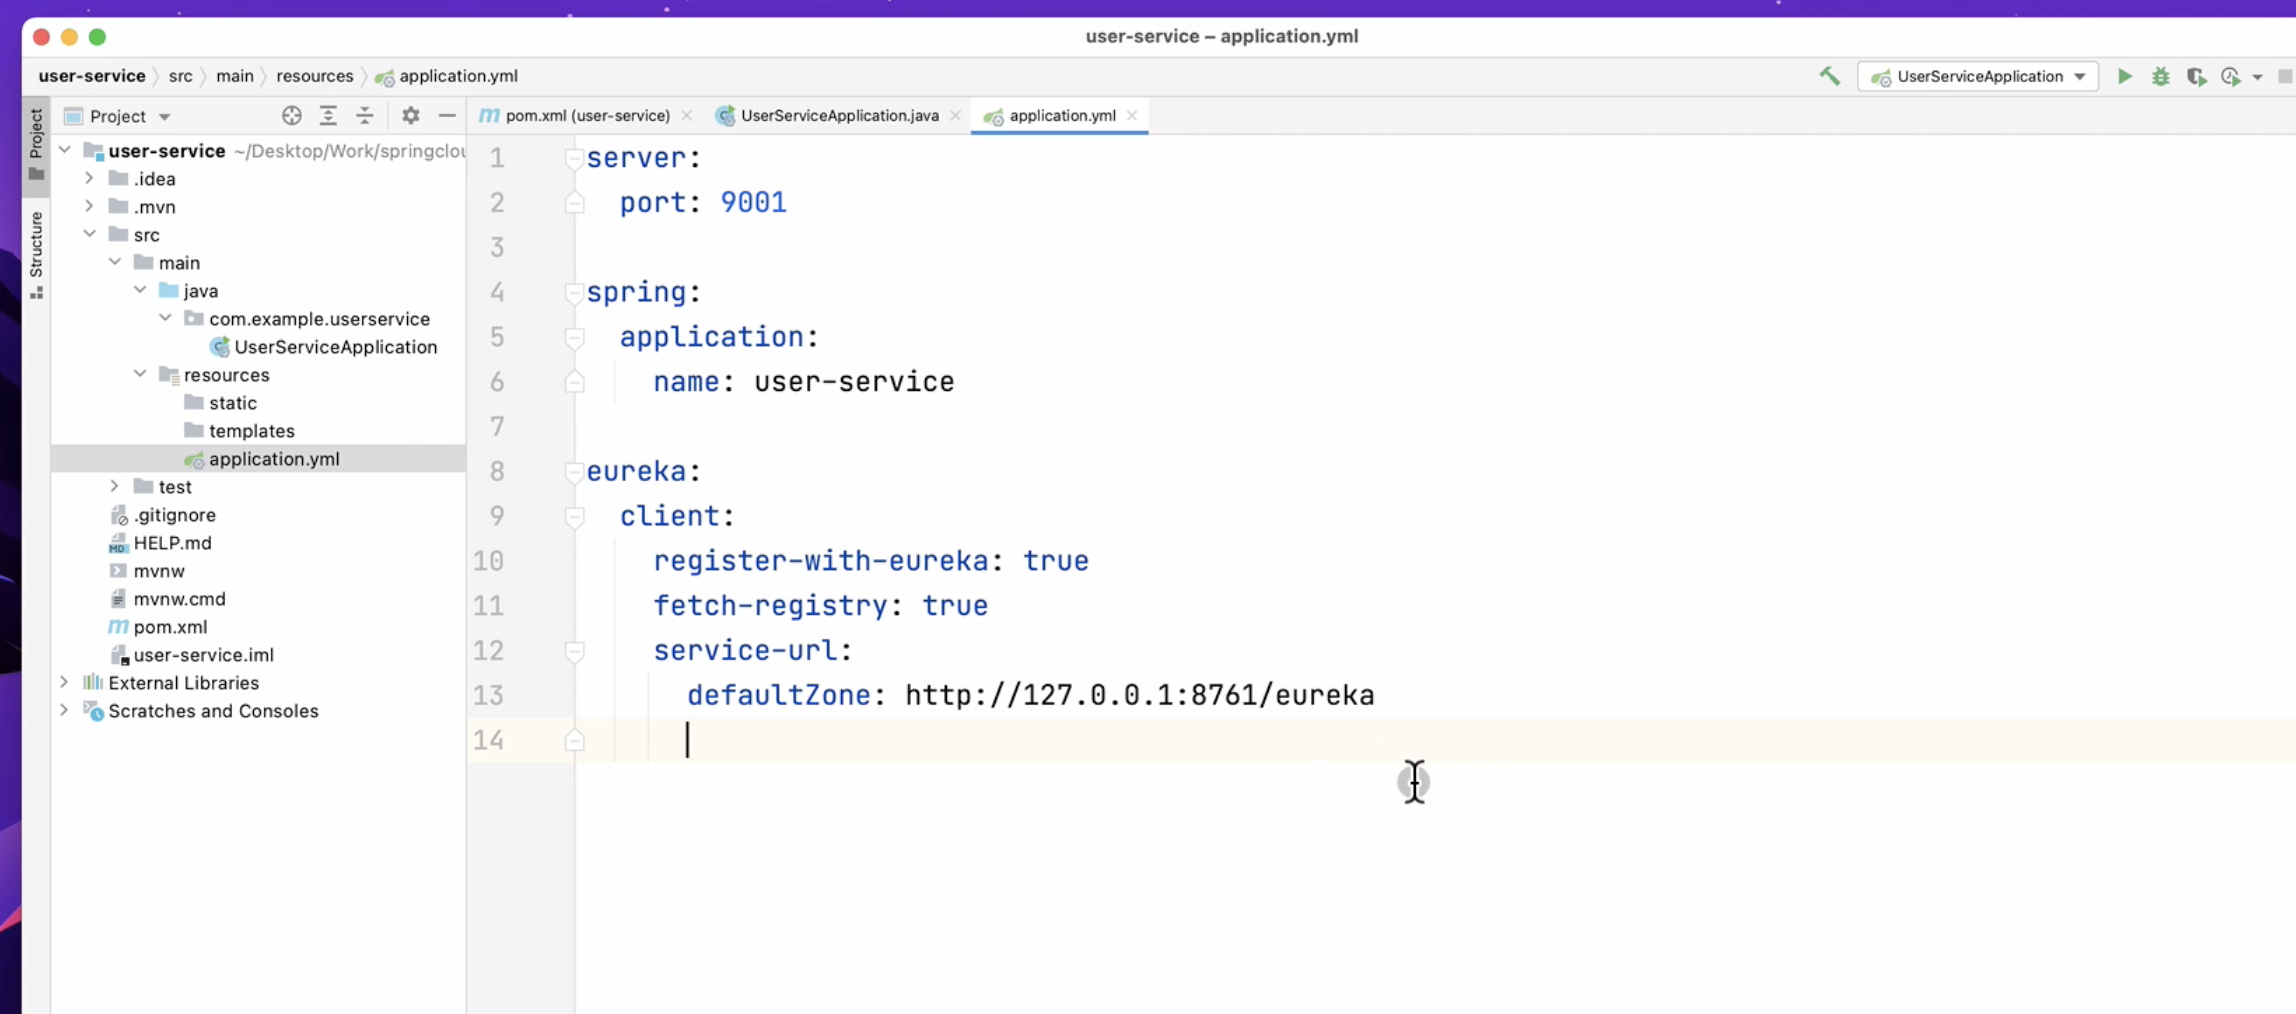 user-service – application.yml
user-service src main resources application.yml
UserServiceApplication
Project
pom.xml (user-service) UserServiceApplication.java application.yml
Project
Structure
user-service ~/Desktop/Work/springclou
.idea
.mvn
src
main
java
com.example.userservice
UserServiceApplication
resources
static
templates
application.yml
test
.gitignore
HELP.md
mvnw
mvnw.cmd
pom.xml
user-service.iml
External Libraries
Scratches and Consoles
1 server:
2 port: 9001
3
4 spring:
5 application:
6 name: user-service
7
8 eureka:
9 client:
10 register-with-eureka: true
11 fetch-registry: true
12 service-url:
13 defaultZone: http://127.0.0.1:8761/eureka
14